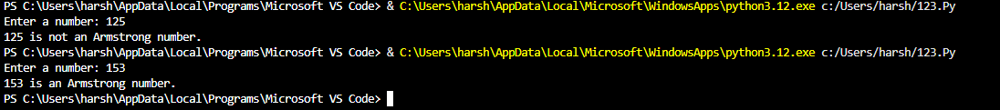 PS C:\Users\harsh\AppData\Local\Programs\Microsoft VS Code> & C:\Users\harsh\AppData\Local\Microsoft\WindowsApps\python3.12.exe c:/Users/harsh/123.Py
Enter a number: 125
125 is not an Armstrong number.
PS C:\Users\harsh\AppData\Local\Programs\Microsoft VS Code> & C:\Users\harsh\AppData\Local\Microsoft\WindowsApps\python3.12.exe c:/Users/harsh/123.Py
Enter a number: 153
153 is an Armstrong number.
PS C:\Users\harsh\AppData\Local\Programs\Microsoft VS Code>